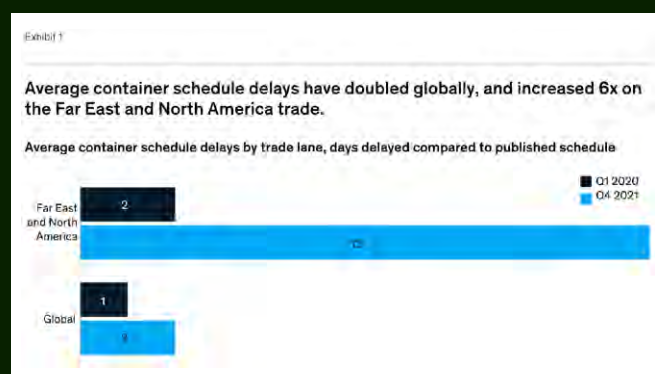 Exhibit 1
Average container schedule delays have doubled globally, and increased 6x on
the Far East and North America trade.
Average container schedule delays by trade lane, days delayed compared to published schedule
Q1 2020
Q4 2021
Far East
and North
America
2
12
Global
1
2